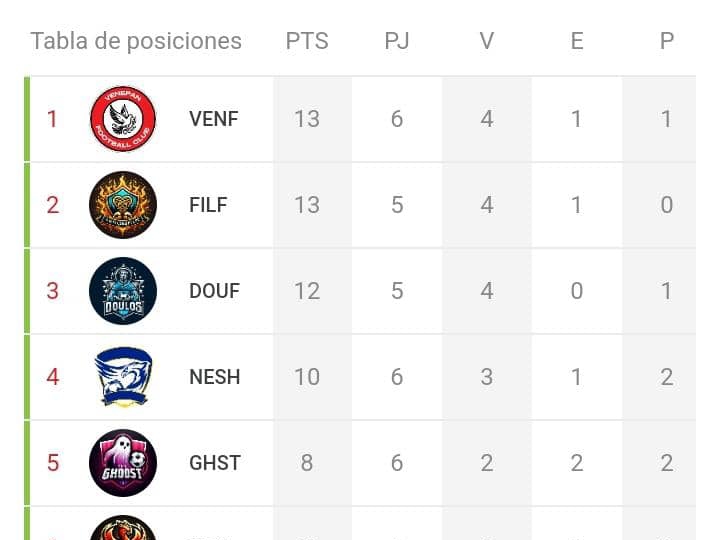 Tabla de posiciones PTS PJ V E P
1 VENEPAN FOOTBALL CLUB VENF 13 6 4 1 1
2 FILF 13 5 4 1 0
3 DOULOS DOUF 12 5 4 0 1
4 NESH 10 6 3 1 2
5 GHOOST GHST 8 6 2 2 2